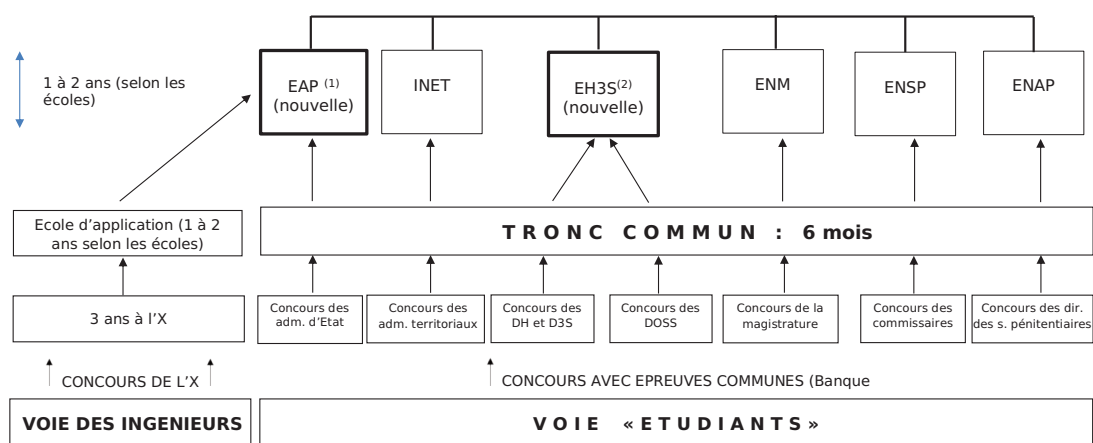 1 à 2 ans (selon les
écoles)
EAP (1)
(nouvelle)
INET
EH3S(2)
(nouvelle)
ENM
ENSP
ENAP
Ecole d’application (1 à 2
ans selon les écoles)
TRONC COMMUN : 6 mois
3 ans à l’X
Concours des
adm. d’Etat
Concours des
adm. territoriaux
Concours des
DH et D3S
Concours des
DOSS
Concours de la
magistrature
Concours des
commissaires
Concours des dir.
des s. pénitentiaires
CONCOURS DE L’X
CONCOURS AVEC EPREUVES COMMUNES (Banque
VOIE DES INGENIEURS
VOIE «ETUDIANTS»